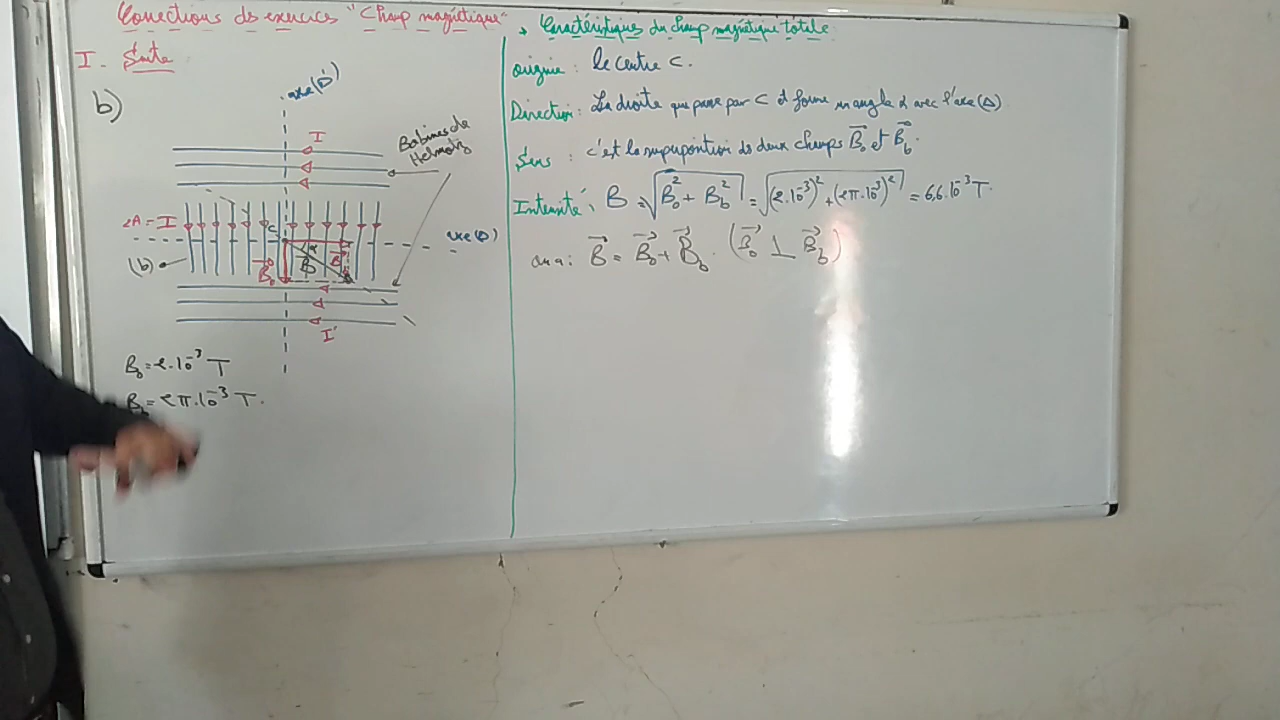 Corrections des exercices "Champ magnétique"
I - Suite
b)
axe(Δ')
I
Bobines de
Helmotz
2A = I
C
α
axe(Δ)
(b)
B₀
B
I'
B₀ = 2.10⁻³ T
B_b = 2π.10⁻³ T.
→ Caractéristiques du champ magnétique totale
origine : le centre C.
Direction : La droite qui passe par C et forme un angle α avec l'axe (Δ)
Sens : c'est la superposition de deux champs B₀ et B_b.
Intensité : B = √(B₀² + B_b²) = √((2.10⁻³)² + (2π.10⁻³)²) = 6,6.10⁻³ T.
on a : B = B₀ + B_b . (B₀ ⊥ B_b)